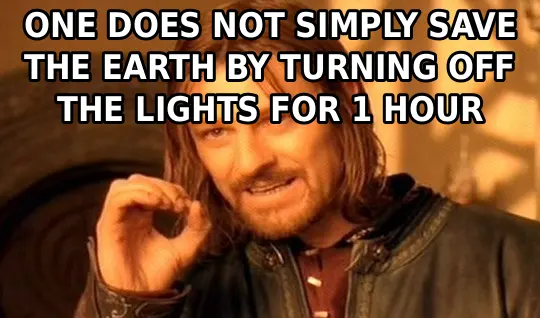 ONE DOES NOT SIMPLY SAVE
THE EARTH BY TURNING OFF
THE LIGHTS FOR 1 HOUR